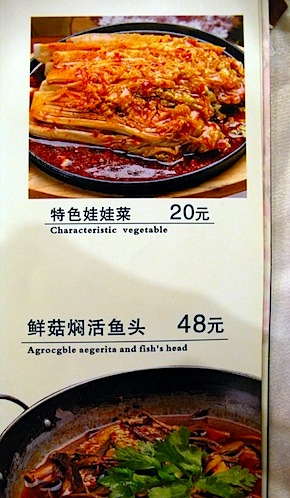 特色娃娃菜 20元
Characteristic vegetable
鲜菇焖活鱼头 48元
Agrocgble aegerita and fish's head